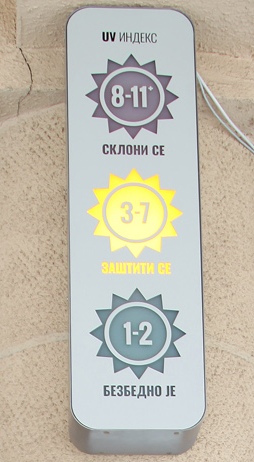 UV ИНДЕКС
8-11+
СКЛОНИ СЕ
3-7
ЗАШТИТИ СЕ
1-2
БЕЗБЕДНО ЈЕ